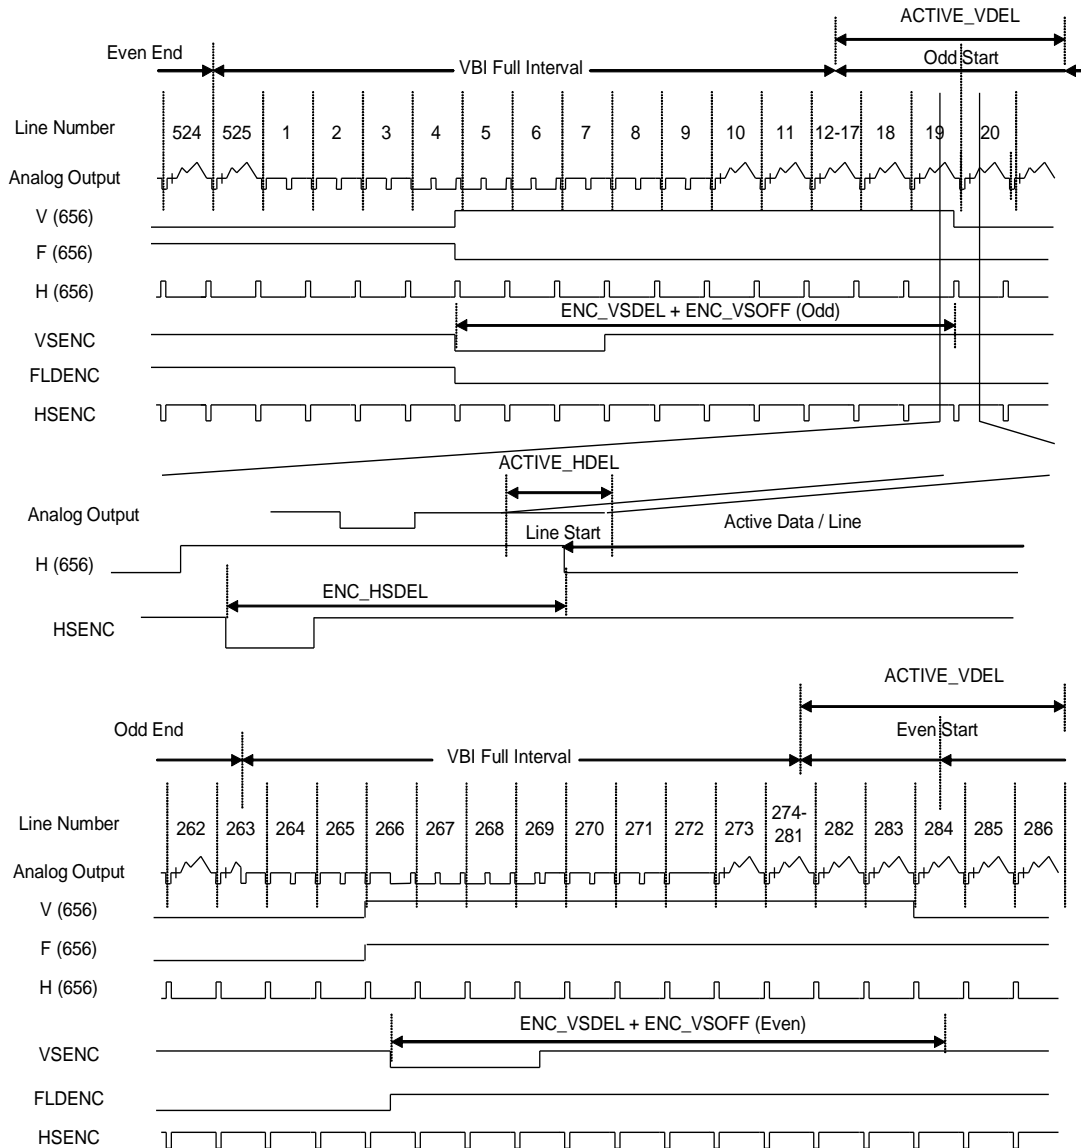 ACTIVE_VDEL
Even End
Odd Start
VBI Full Interval
Line Number 524 525 1 2 3 4 5 6 7 8 9 10 11 12-17 18 19 20
Analog Output
V (656)
F (656)
H (656)
ENC_VSDEL + ENC_VSOFF (Odd)
VSENC
FLDENC
HSENC
ACTIVE_HDEL
Analog Output
Line Start
Active Data / Line
H (656)
ENC_HSDEL
HSENC
ACTIVE_VDEL
Odd End
Even Start
VBI Full Interval
Line Number 262 263 264 265 266 267 268 269 270 271 272 273 274-
281 282 283 284 285 286
Analog Output
V (656)
F (656)
H (656)
ENC_VSDEL + ENC_VSOFF (Even)
VSENC
FLDENC
HSENC